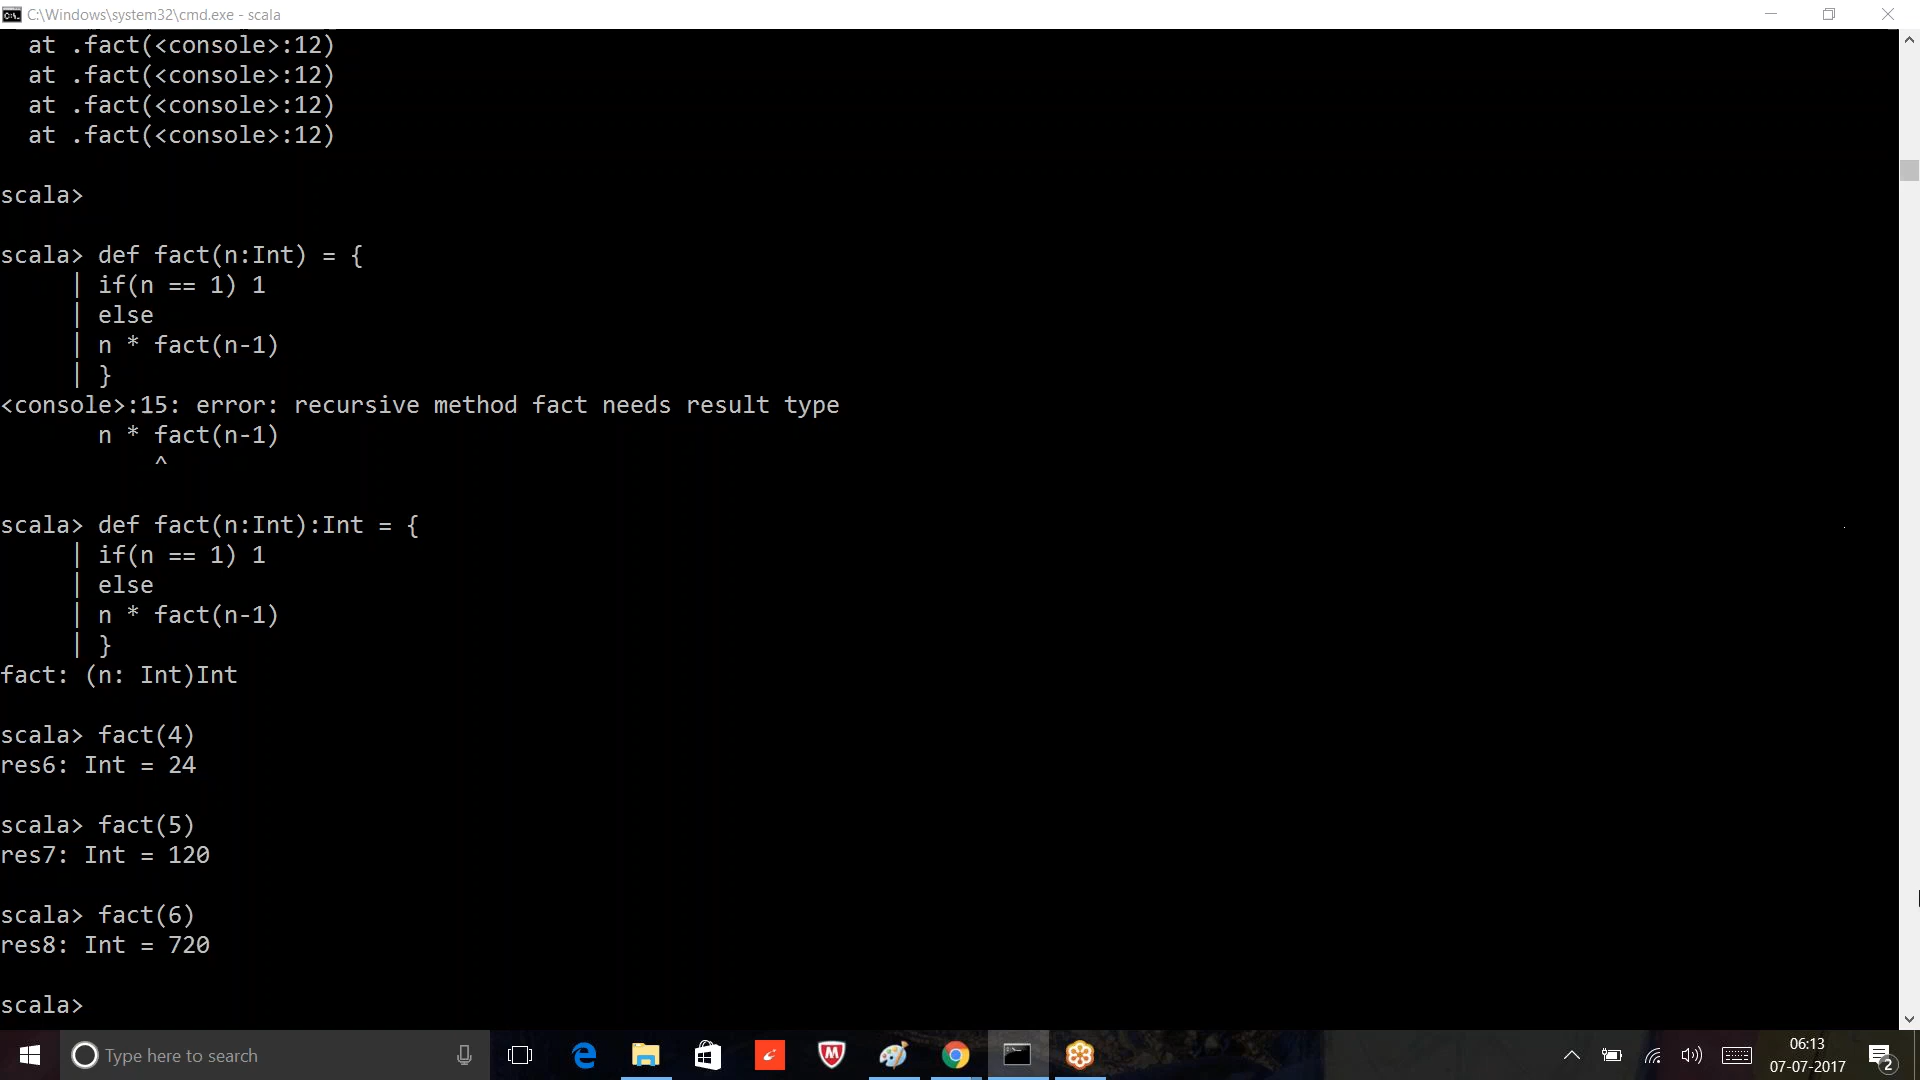 C:\Windows\system32\cmd.exe - scala
at .fact(<console>:12)
at .fact(<console>:12)
at .fact(<console>:12)
at .fact(<console>:12)
scala>
scala> def fact(n:Int) = {
| if(n == 1) 1
| else
| n * fact(n-1)
| }
<console>:15: error: recursive method fact needs result type
n * fact(n-1)
^
scala> def fact(n:Int):Int = {
| if(n == 1) 1
| else
| n * fact(n-1)
| }
fact: (n: Int)Int
scala> fact(4)
res6: Int = 24
scala> fact(5)
res7: Int = 120
scala> fact(6)
res8: Int = 720
scala>
Type here to search
06:13
07-07-2017
2